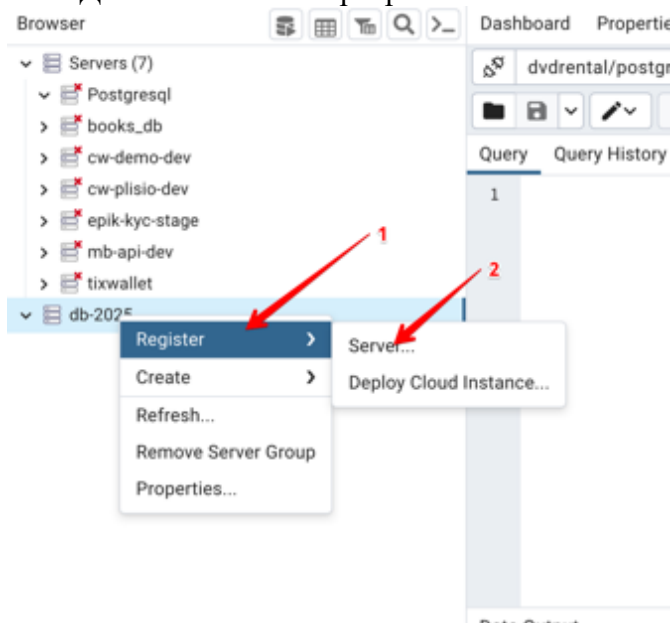 Browser
Dashboard Properti
Servers (7)
dvdrental/postgr
Postgresql
books_db
Query Query History
cw-demo-dev
cw-plisio-dev
1
epik-kyc-stage
1
mb-api-dev
2
tixwallet
db-2025
Register
Server...
Create
Deploy Cloud Instance...
Refresh...
Remove Server Group
Properties...